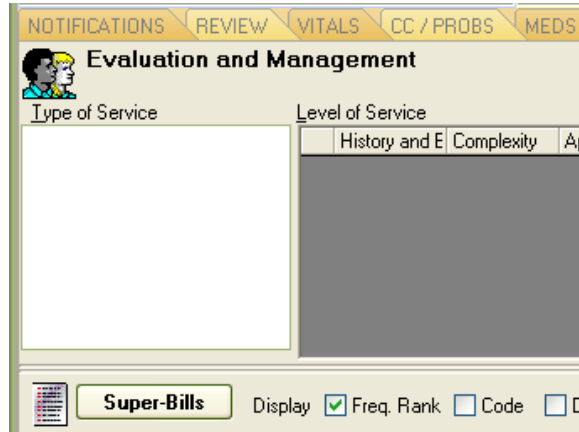 NOTIFICATIONS REVIEW VITALS CC / PROBS MEDS
Evaluation and Management
Type of Service Level of Service
History and E Complexity
Super-Bills Display Freq. Rank Code